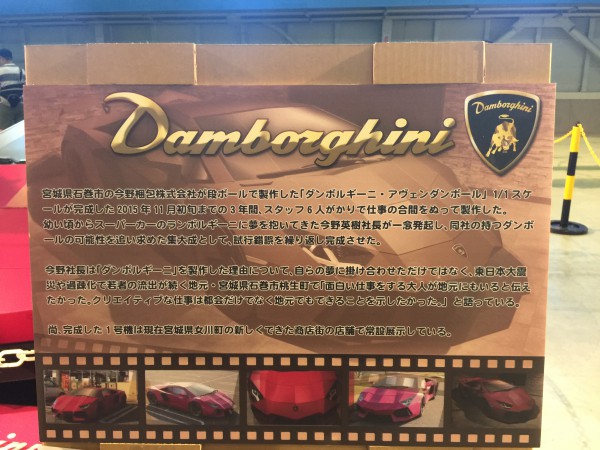 Damborghini
Damborghini
宮城県石巻市の今野梱包株式会社が段ボールで製作した「ダンボルギーニ・アヴェンダンボール」 1/1スケ
ールが完成した2015年11月初旬までの3年間、スタッフ6人がかりで仕事の合間をぬって製作した。
幼い頃からスーパーカーのランボルギーニに夢を抱いてきた今野英樹社長が一念発起し、同社の持つダンボ
ールの可能性を追い求めた集大成として、試行錯誤を繰り返し完成させた。
今野社長は「ダンボルギーニ」を製作した理由について、自らの夢に掛け合わせただけではなく、東日本大震
災や過疎化で若者の流出が続く地元・宮城県石巻市桃生町で「面白い仕事をする大人が地元にもいると伝え
たかった。クリエイティブな仕事は都会だけでなく地元でもできることを示したかった。」と語っている。
尚、完成した1号機は現在宮城県女川町の新しくできた商店街の店舗で常設展示している。